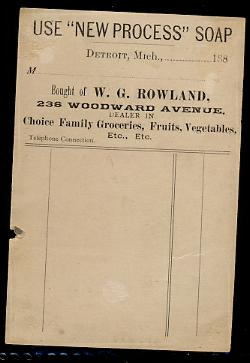 USE "NEW PROCESS" SOAP
DETROIT, MICH., .................188
M
Bought of W. G. ROWLAND,
236 WOODWARD AVENUE,
DEALER IN
Choice Family Groceries, Fruits, Vegetables,
Etc., Etc.
Telephone Connection.